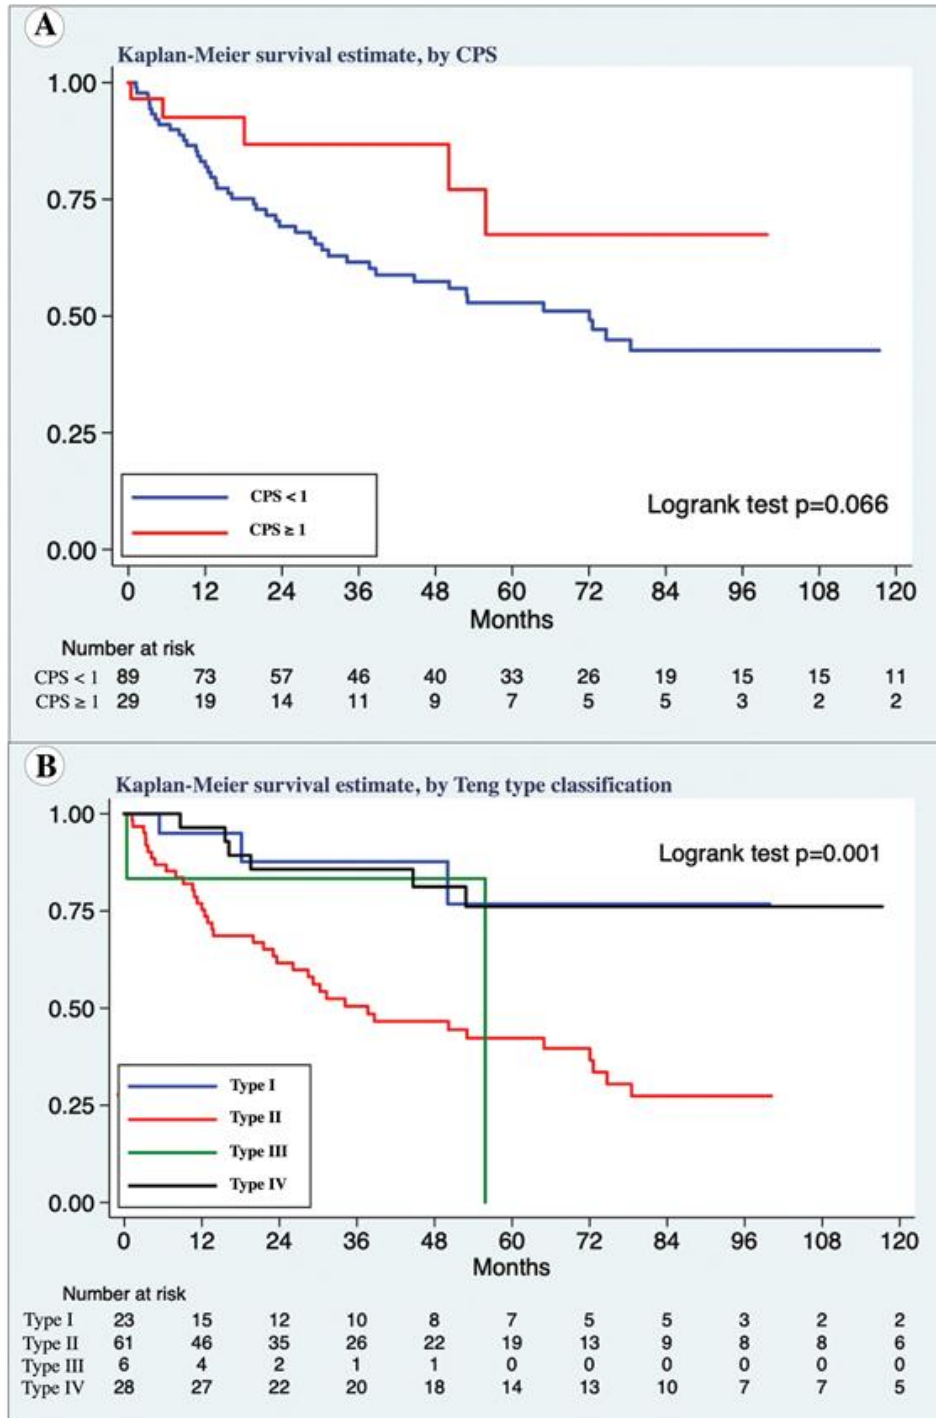 A
Kaplan-Meier survival estimate, by CPS
1.00
0.75
0.50
0.25
0.00
CPS < 1
CPS ≥ 1
Logrank test p=0.066
0 12 24 36 48 60 72 84 96 108 120
Months
Number at risk
CPS < 1 89 73 57 46 40 33 26 19 15 15 11
CPS ≥ 1 29 19 14 11 9 7 5 5 3 2 2
B
Kaplan-Meier survival estimate, by Teng type classification
Logrank test p=0.001
1.00
0.75
0.50
0.25
0.00
Type I
Type II
Type III
Type IV
0 12 24 36 48 60 72 84 96 108 120
Months
Number at risk
Type I 23 15 12 10 8 7 5 5 3 2 2
Type II 61 46 35 26 22 19 13 9 8 8 6
Type III 6 4 2 1 1 0 0 0 0 0 0
Type IV 28 27 22 20 18 14 13 10 7 7 5